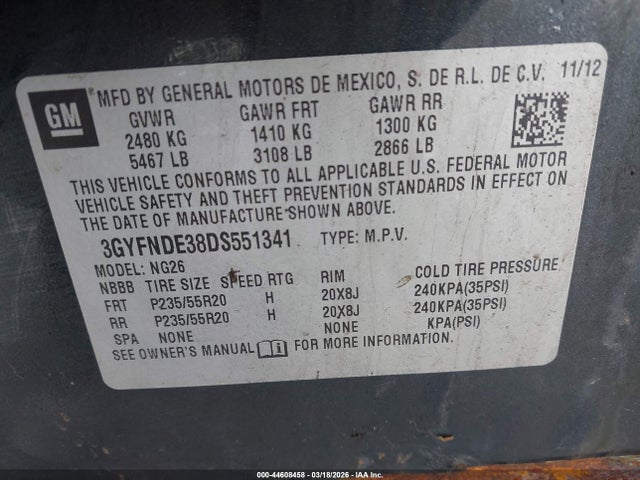 GM
MFD BY GENERAL MOTORS DE MEXICO, S. DE R.L. DE C.V. 11/12
GVWR GAWR FRT GAWR RR
2480 KG 1410 KG 1300 KG
5467 LB 3108 LB 2866 LB
THIS VEHICLE CONFORMS TO ALL APPLICABLE U.S. FEDERAL MOTOR
VEHICLE SAFETY AND THEFT PREVENTION STANDARDS IN EFFECT ON
THE DATE OF MANUFACTURE SHOWN ABOVE.
3GYFNDE38DS551341 TYPE: M.P.V.
MODEL: NG26
NBBB TIRE SIZE SPEED RTG RIM COLD TIRE PRESSURE
FRT P235/55R20 H 20X8J 240KPA(35PSI)
RR P235/55R20 H 20X8J 240KPA(35PSI)
SPA NONE NONE KPA(PSI)
SEE OWNER'S MANUAL FOR MORE INFORMATION.
000-44608458 - 03/18/2026 - IAA Inc.